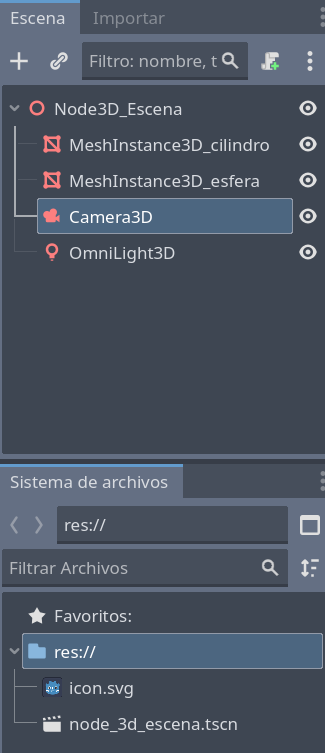 Escena Importar
Filtro: nombre, t
Node3D_Escena
MeshInstance3D_cilindro
MeshInstance3D_esfera
Camera3D
OmniLight3D
Sistema de archivos
res://
Filtrar Archivos
Favoritos:
res://
icon.svg
node_3d_escena.tscn